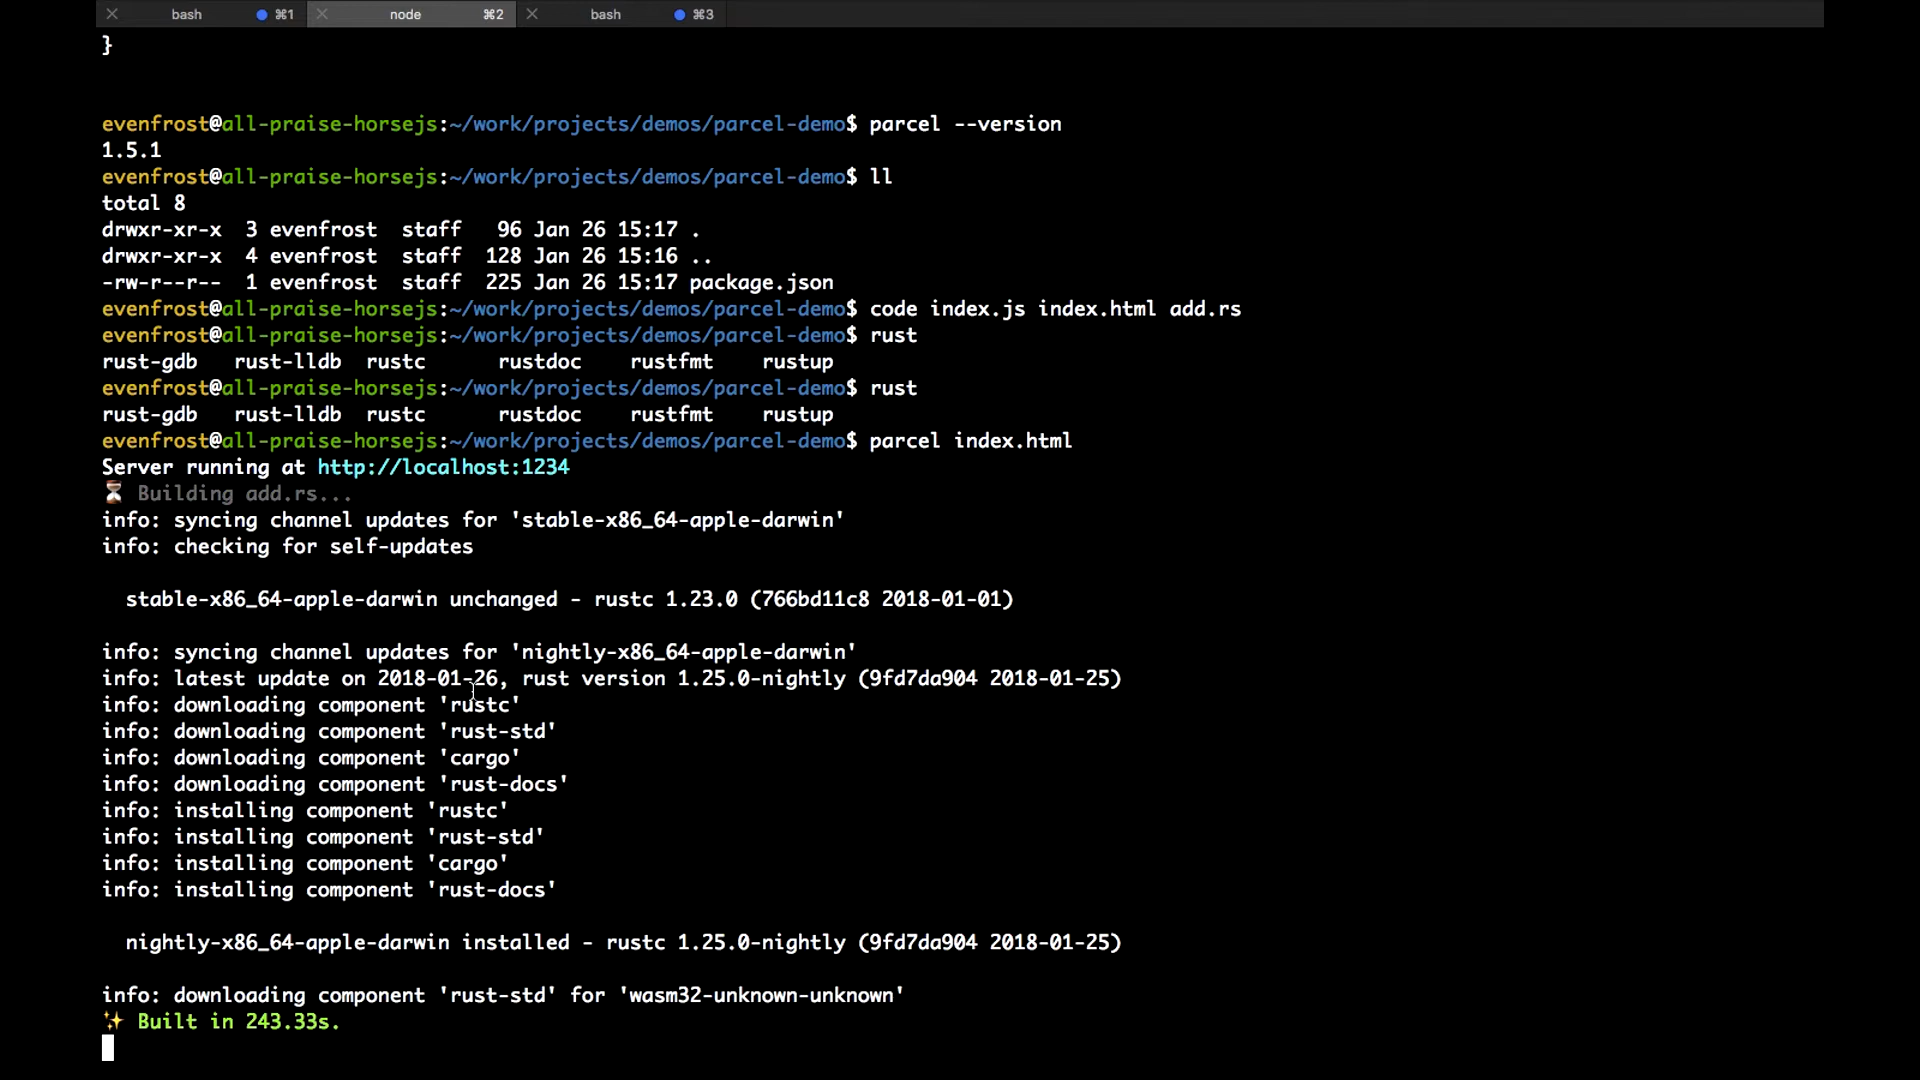 bash ⌘1 node ⌘2 bash ⌘3
}
evenfrost@all-praise-horsejs:~/work/projects/demos/parcel-demo$ parcel --version
1.5.1
evenfrost@all-praise-horsejs:~/work/projects/demos/parcel-demo$ ll
total 8
drwxr-xr-x  3 evenfrost  staff   96 Jan 26 15:17 .
drwxr-xr-x  4 evenfrost  staff  128 Jan 26 15:16 ..
-rw-r--r--  1 evenfrost  staff  225 Jan 26 15:17 package.json
evenfrost@all-praise-horsejs:~/work/projects/demos/parcel-demo$ code index.js index.html add.rs
evenfrost@all-praise-horsejs:~/work/projects/demos/parcel-demo$ rust
rust-gdb   rust-lldb  rustc      rustdoc    rustfmt    rustup
evenfrost@all-praise-horsejs:~/work/projects/demos/parcel-demo$ rust
rust-gdb   rust-lldb  rustc      rustdoc    rustfmt    rustup
evenfrost@all-praise-horsejs:~/work/projects/demos/parcel-demo$ parcel index.html
Server running at http://localhost:1234
⏳ Building add.rs...
info: syncing channel updates for 'stable-x86_64-apple-darwin'
info: checking for self-updates
stable-x86_64-apple-darwin unchanged - rustc 1.23.0 (766bd11c8 2018-01-01)
info: syncing channel updates for 'nightly-x86_64-apple-darwin'
info: latest update on 2018-01-26, rust version 1.25.0-nightly (9fd7da904 2018-01-25)
info: downloading component 'rustc'
info: downloading component 'rust-std'
info: downloading component 'cargo'
info: downloading component 'rust-docs'
info: installing component 'rustc'
info: installing component 'rust-std'
info: installing component 'cargo'
info: installing component 'rust-docs'
nightly-x86_64-apple-darwin installed - rustc 1.25.0-nightly (9fd7da904 2018-01-25)
info: downloading component 'rust-std' for 'wasm32-unknown-unknown'
✨ Built in 243.33s.